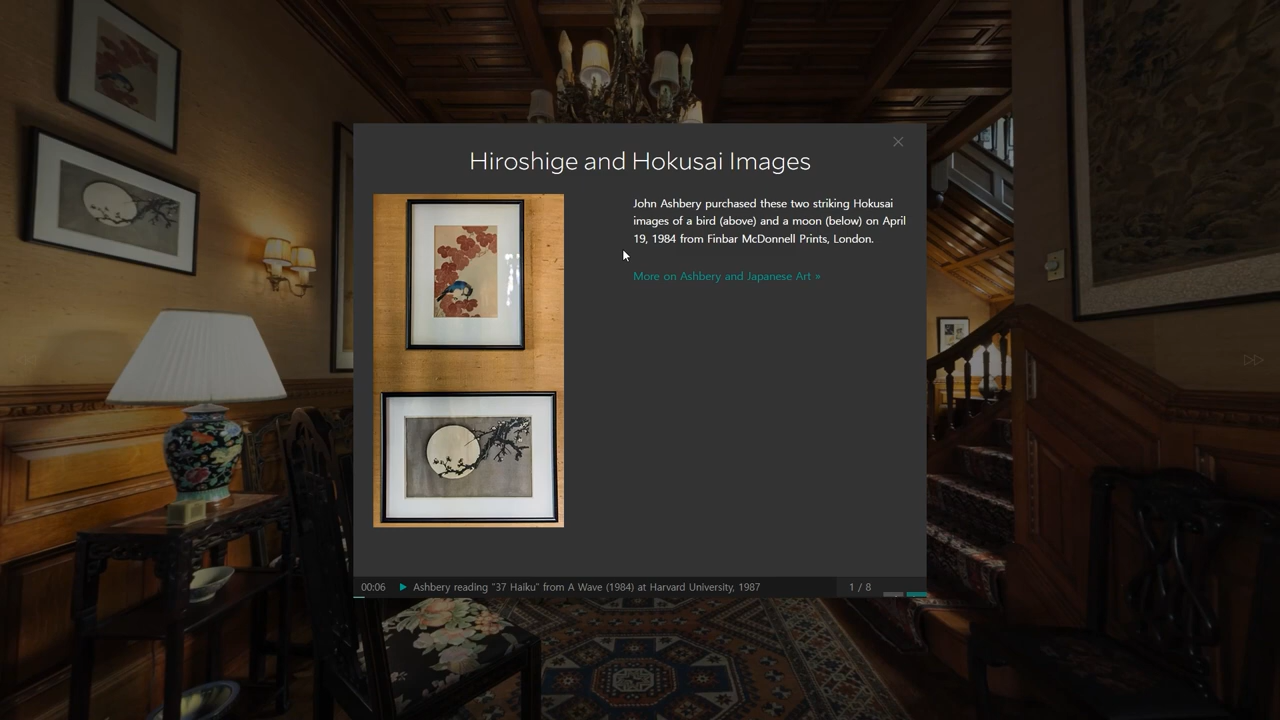 Hiroshige and Hokusai Images
John Ashbery purchased these two striking Hokusai
images of a bird (above) and a moon (below) on April
19, 1984 from Finbar McDonnell Prints, London.
More on Ashbery and Japanese Art »
00:06 Ashbery reading "37 Haiku" from A Wave (1984) at Harvard University, 1987 1 / 8